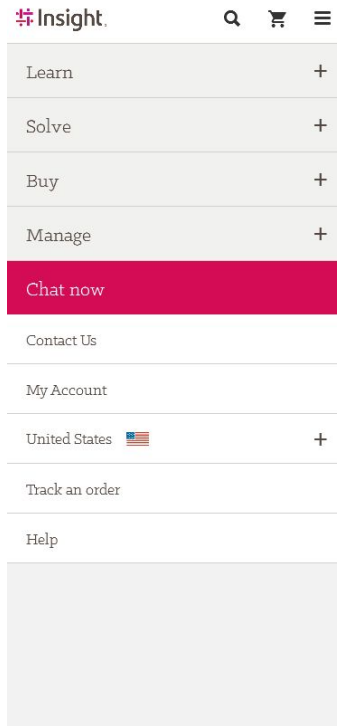 Insight.
Learn
Solve
Buy
Manage
Chat now
Contact Us
My Account
United States
Track an order
Help